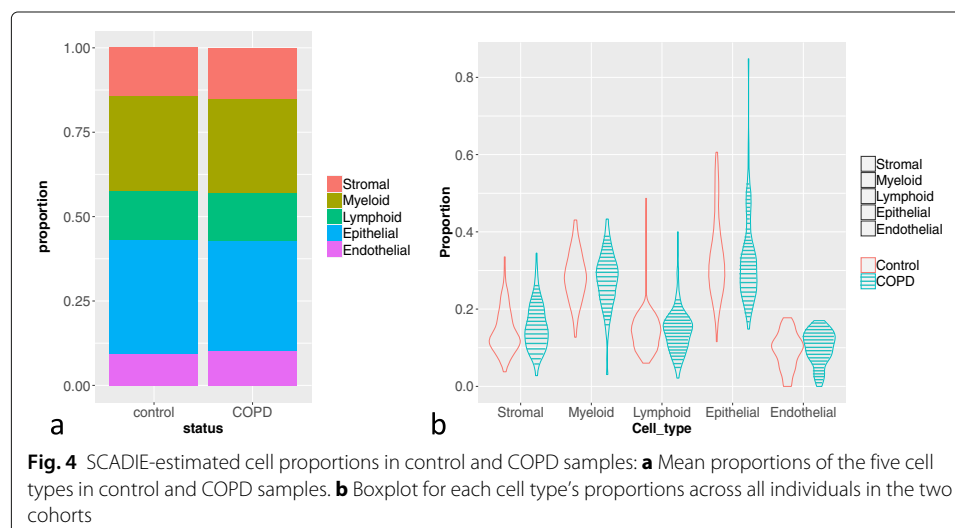 1.00
0.75
0.50
0.25
0.00
proportion
control COPD
status
a
Stromal
Myeloid
Lymphoid
Epithelial
Endothelial
0.8
0.6
0.4
0.2
0.0
Proportion
Stromal Myeloid Lymphoid Epithelial Endothelial
Cell_type
b
Stromal
Myeloid
Lymphoid
Epithelial
Endothelial
Control
COPD
Fig. 4 SCADIE-estimated cell proportions in control and COPD samples: a Mean proportions of the five cell
types in control and COPD samples. b Boxplot for each cell type's proportions across all individuals in the two
cohorts